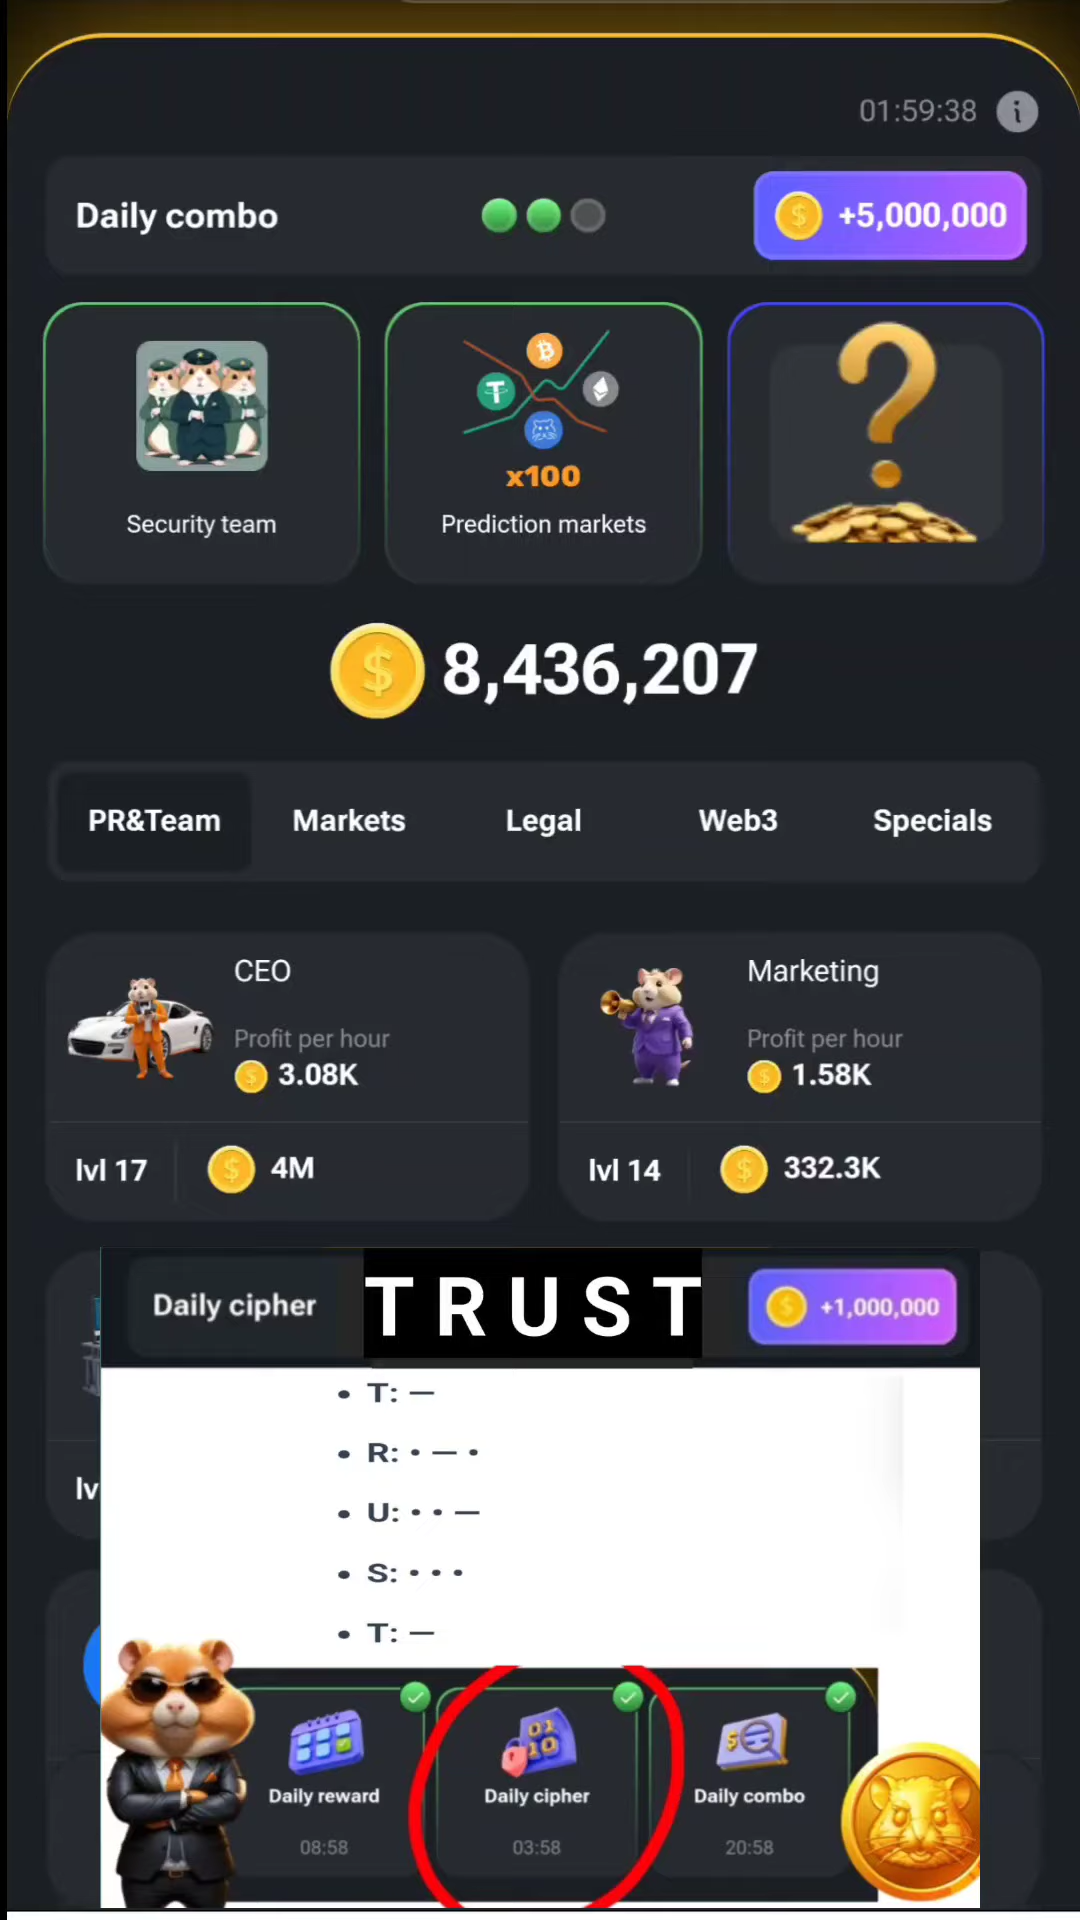 01:59:38
Daily combo
+5,000,000
Security team
x100
Prediction markets
8,436,207
PR&Team Markets Legal Web3 Specials
CEO
Profit per hour
3.08K
lvl 17
4M
Marketing
Profit per hour
1.58K
lvl 14
332.3K
lv
Daily cipher
T R U S T
+1,000,000
• T: —
• R: • — •
• U: • • —
• S: • • •
• T: —
Daily reward
08:58
01
10
Daily cipher
03:58
Daily combo
20:58